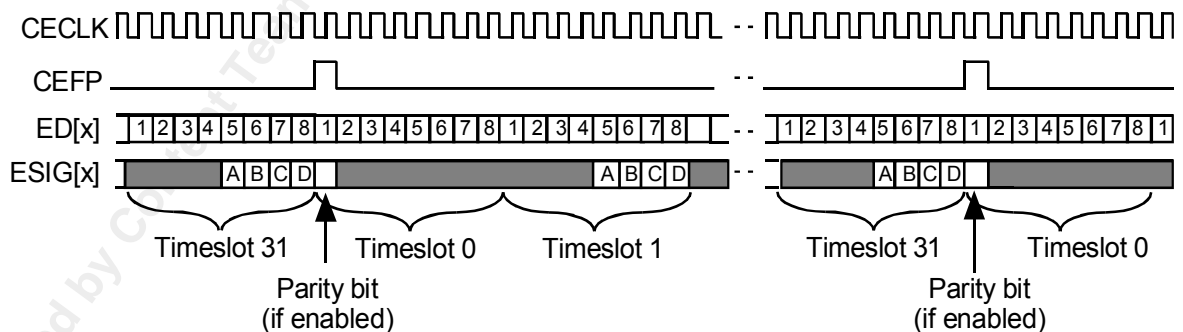 CECLK - -
CEFP - -
ED[x] 1 2 3 4 5 6 7 8 1 2 3 4 5 6 7 8 1 2 3 4 5 6 7 8 - - 1 2 3 4 5 6 7 8 1 2 3 4 5 6 7 8 1
ESIG[x] A B C D A B C D - - A B C D
Timeslot 31 Timeslot 0 Timeslot 1 Timeslot 31 Timeslot 0
Parity bit Parity bit
(if enabled) (if enabled)